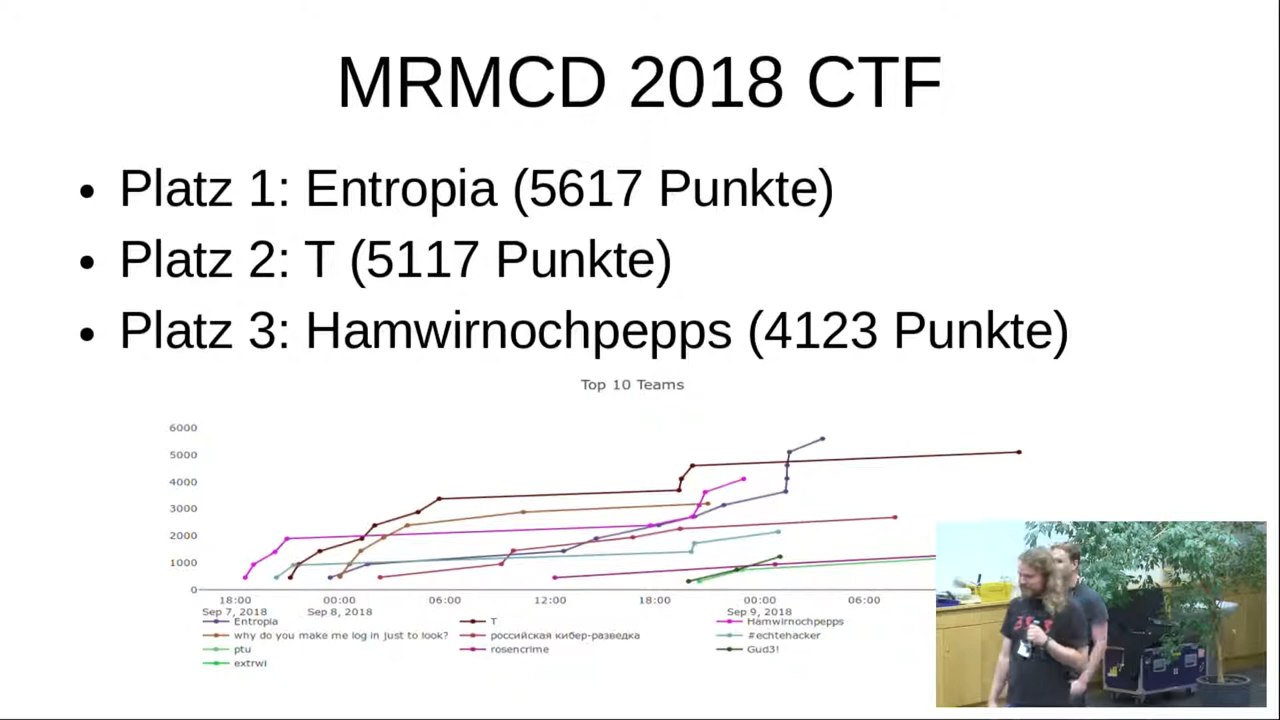 MRMCD 2018 CTF
• Platz 1: Entropia (5617 Punkte)
• Platz 2: T (5117 Punkte)
• Platz 3: Hamwirnochpepps (4123 Punkte)
Top 10 Teams
6000
5000
4000
3000
2000
1000
0
18:00 00:00 06:00 12:00 18:00 00:00 06:00
Sep 7, 2018 Sep 8, 2018 Sep 9, 2018
Entropia T Hamwirnochpepps
why do you make me log in just to look? российская кибер-разведка #echtehacker
ptu rosencrime Gud3!
extrwi